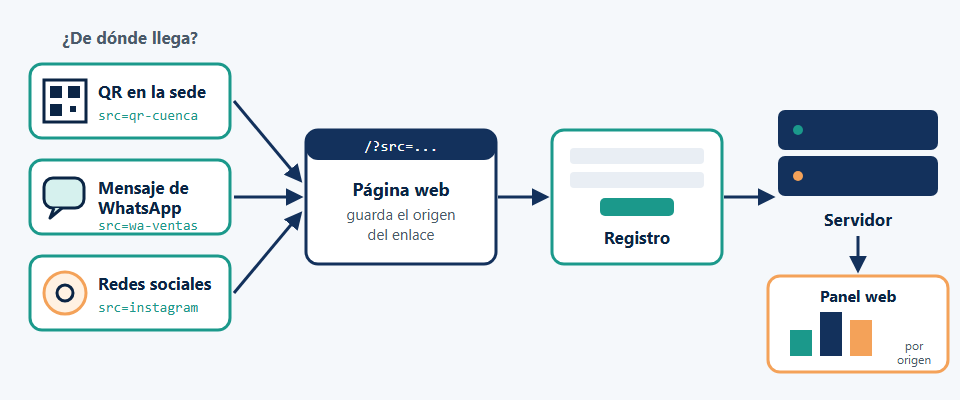 ¿De dónde llega?
QR en la sede
src=qr-cuenca
Mensaje de
WhatsApp
src=wa-ventas
Redes sociales
src=instagram
/?src=...
Página web
guarda el origen
del enlace
Registro
Servidor
Panel web
por
origen